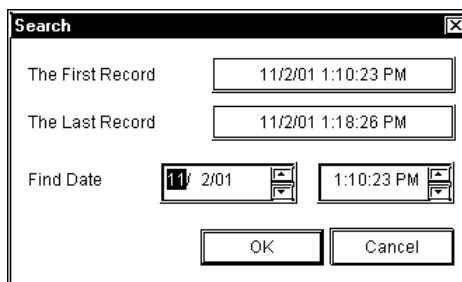 Search
The First Record 11/2/01 1:10:23 PM
The Last Record 11/2/01 1:18:26 PM
Find Date 11/ 2/01 1:10:23 PM
OK Cancel